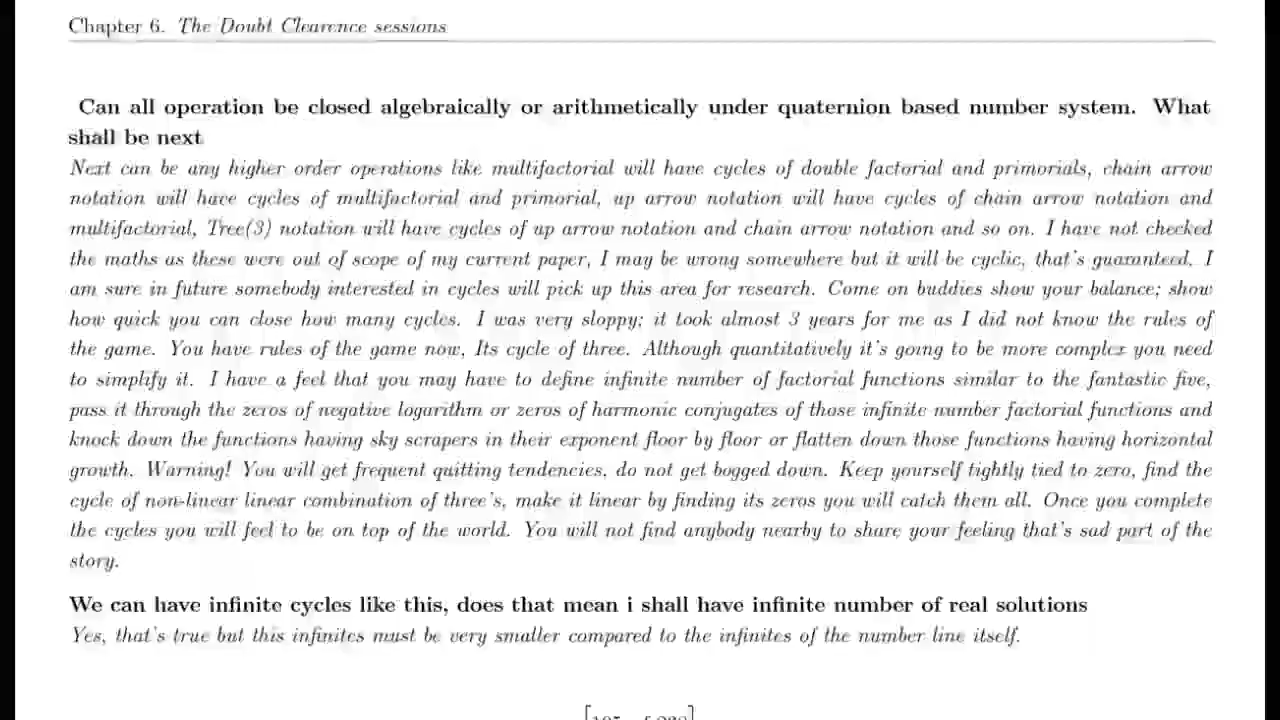 Chapter 6. The Doubt Clearence sessions
Can all operation be closed algebraically or arithmetically under quaternion based number system. What
shall be next
Next can be any higher order operations like multifactorial will have cycles of double factorial and primorials, chain arrow
notation will have cycles of multifactorial and primorial, up arrow notation will have cycles of chain arrow notation and
multifactorial, Tree(3) notation will have cycles of up arrow notation and chain arrow notation and so on. I have not checked
the maths as these were out of scope of my current paper, I may be wrong somewhere but it will be cyclic, that's guaranteed. I
am sure in future somebody interested in cycles will pick up this area for research. Come on buddies show your balance; show
how quick you can close how many cycles. I was very sloppy; it took almost 3 years for me as I did not know the rules of
the game. You have rules of the game now, Its cycle of three. Although quantitatively it's going to be more complex you need
to simplify it. I have a feel that you may have to define infinite number of factorial functions similar to the fantastic five,
pass it through the zeros of negative logarithm or zeros of harmonic conjugates of those infinite number factorial functions and
knock down the functions having sky scrapers in their exponent floor by floor or flatten down those functions having horizontal
growth. Warning! You will get frequent quitting tendencies, do not get bogged down. Keep yourself tightly tied to zero, find the
cycle of non-linear linear combination of three's, make it linear by finding its zeros you will catch them all. Once you complete
the cycles you will feel to be on top of the world. You will not find anybody nearby to share your feeling that's sad part of the
story.
We can have infinite cycles like this, does that mean i shall have infinite number of real solutions
Yes, that's true but this infinites must be very smaller compared to the infinites of the number line itself.